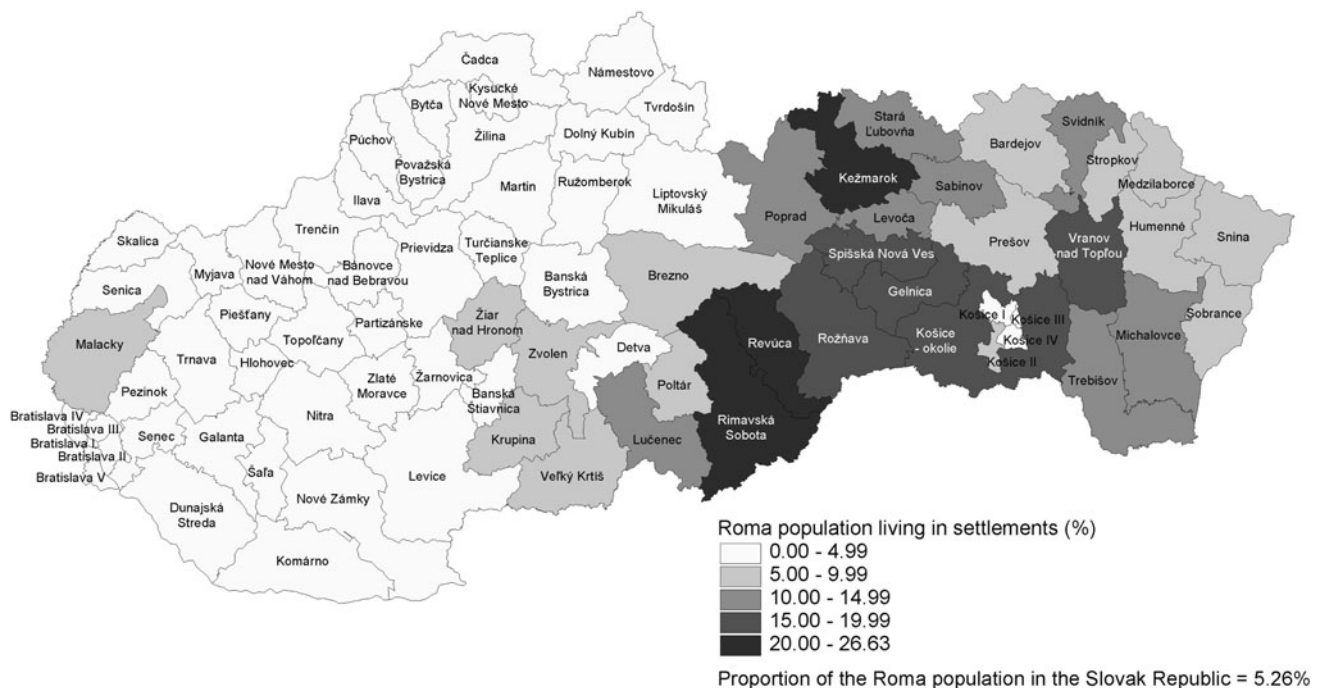 Čadca
Námestovo
Kysucké
Nové Mesto
Bytča
Tvrdošín
Púchov
Žilina
Dolný Kubín
Považská
Bystrica
Martin
Ružomberok
Ilava
Liptovský
Mikuláš
Trenčín
Prievidza
Turčianske
Teplice
Skalica
Myjava
Nové Mesto
nad Váhom
Bánovce
nad Bebravou
Banská
Bystrica
Brezno
Senica
Piešťany
Partizánske
Žiar
nad Hronom
Malacky
Trnava
Topoľčany
Hlohovec
Zvolen
Detva
Pezinok
Zlaté
Moravce
Žarnovica
Banská
Štiavnica
Poltár
Revúca
Bratislava IV
Bratislava III
Bratislava I
Bratislava II
Bratislava V
Senec
Galanta
Nitra
Krupina
Lučenec
Rimavská
Sobota
Šaľa
Levice
Veľký Krtíš
Dunajská
Streda
Nové Zámky
Komárno
Stará
Ľubovňa
Bardejov
Svidník
Stropkov
Medzilaborce
Kežmarok
Sabinov
Poprad
Levoča
Prešov
Vranov
nad Topľou
Humenné
Snina
Spišská Nová Ves
Gelnica
Rožňava
Košice
- okolie
Košice I
Košice III
Košice IV
Košice II
Michalovce
Sobrance
Trebišov
Roma population living in settlements (%)
0.00 - 4.99
5.00 - 9.99
10.00 - 14.99
15.00 - 19.99
20.00 - 26.63
Proportion of the Roma population in the Slovak Republic = 5.26%